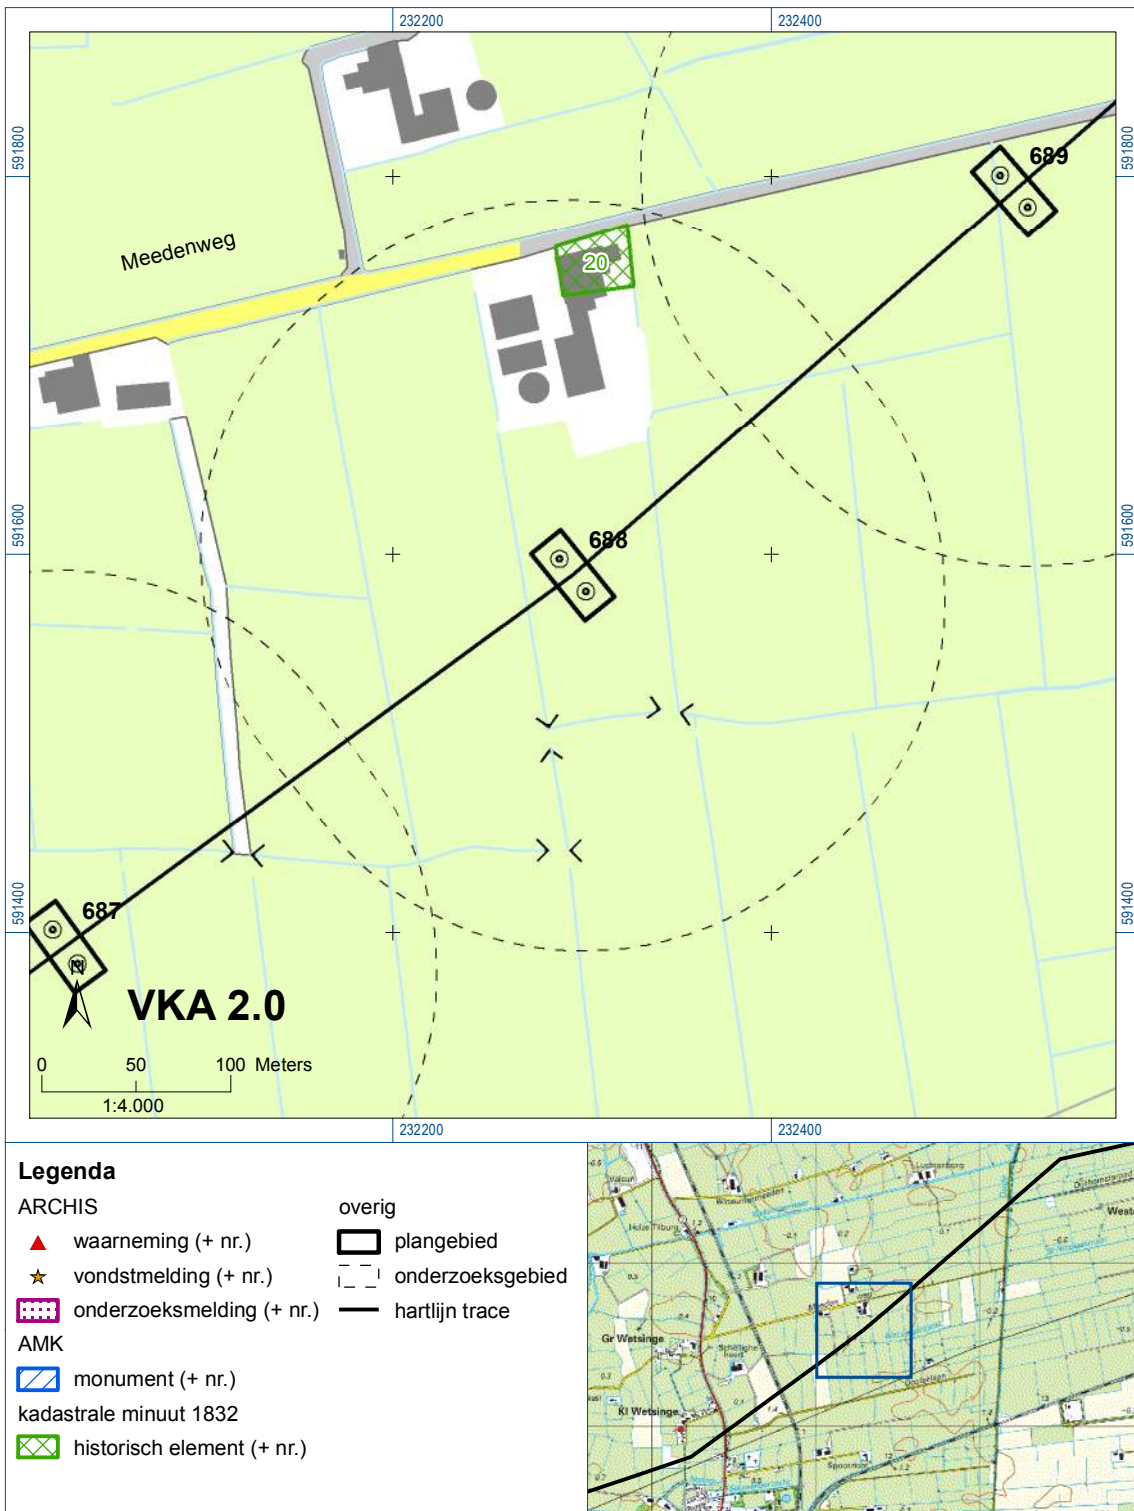 232200
232400
591800
591800
689
Meedenweg
20
591600
591600
688
591400
591400
687
N
VKA 2.0
0 50 100 Meters
1:4.000
232200
232400
Legenda
ARCHIS
waarneming (+ nr.)
vondstmelding (+ nr.)
onderzoeksmelding (+ nr.)
AMK
monument (+ nr.)
kadastrale minuut 1832
historisch element (+ nr.)
overig
plangebied
onderzoeksgebied
hartlijn trace
Gr Wetsinge
Kl Wetsinge